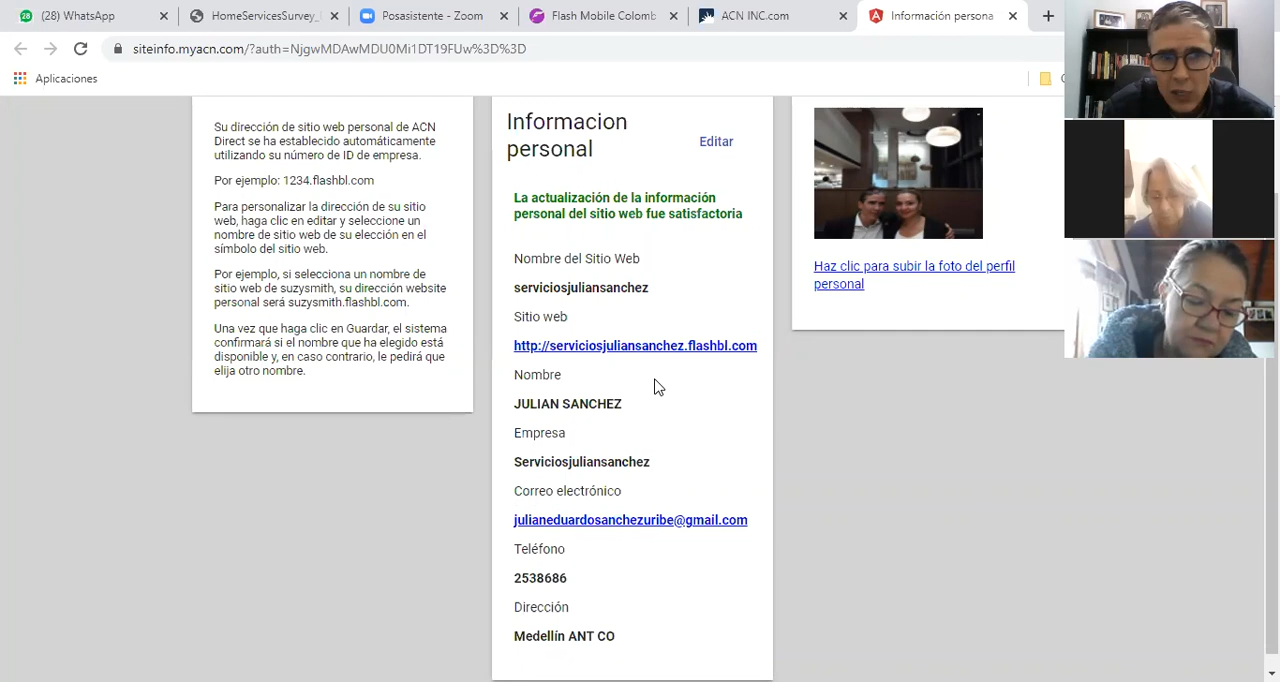 (28) WhatsApp
HomeServicesSurvey_
Posasistente - Zoom
Flash Mobile Colomb
ACN INC.com
Información persona
siteinfo.myacn.com/?auth=NjgwMDAwMDU0Mi1DT19FUw%3D%3D
Aplicaciones
Su dirección de sitio web personal de ACN
Direct se ha establecido automáticamente
utilizando su número de ID de empresa.
Por ejemplo: 1234.flashbl.com
Para personalizar la dirección de su sitio
web, haga clic en editar y seleccione un
nombre de sitio web de su elección en el
símbolo del sitio web.
Por ejemplo, si selecciona un nombre de
sitio web de suzysmith, su dirección website
personal será suzysmith.flashbl.com.
Una vez que haga clic en Guardar, el sistema
confirmará si el nombre que ha elegido está
disponible y, en caso contrario, le pedirá que
elija otro nombre.
Informacion
personal
Editar
La actualización de la información
personal del sitio web fue satisfactoria
Nombre del Sitio Web
serviciosjuliansanchez
Sitio web
http://serviciosjuliansanchez.flashbl.com
Nombre
JULIAN SANCHEZ
Empresa
Serviciosjuliansanchez
Correo electrónico
julianeduardosanchezuribe@gmail.com
Teléfono
2538686
Dirección
Medellín ANT CO
Haz clic para subir la foto del perfil
personal